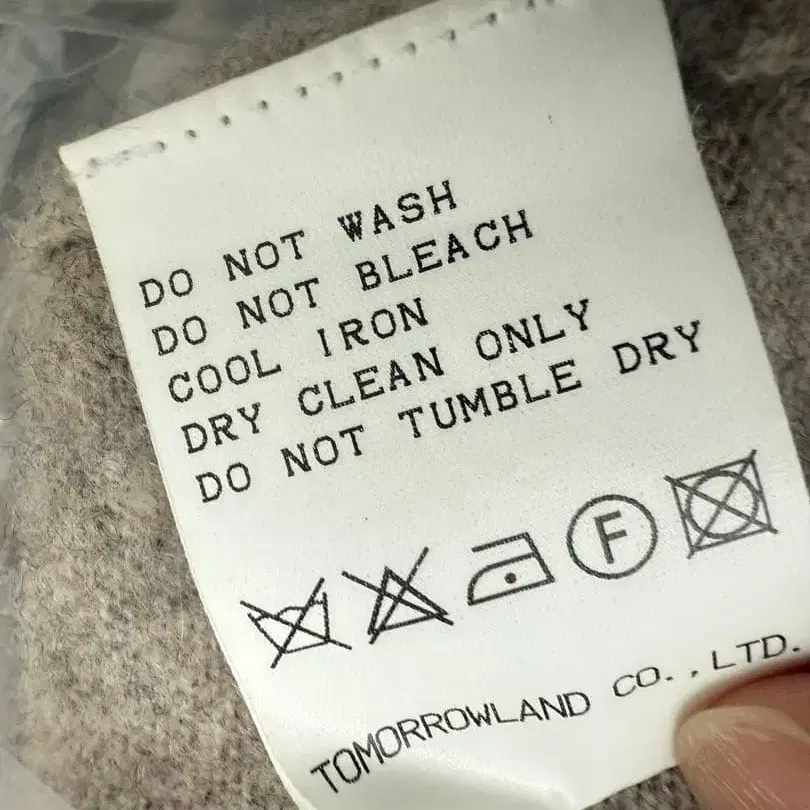 DO NOT WASH
DO NOT BLEACH
COOL IRON
DRY CLEAN ONLY
DO NOT TUMBLE DRY
F
TOMORROWLAND CO.,LTD.